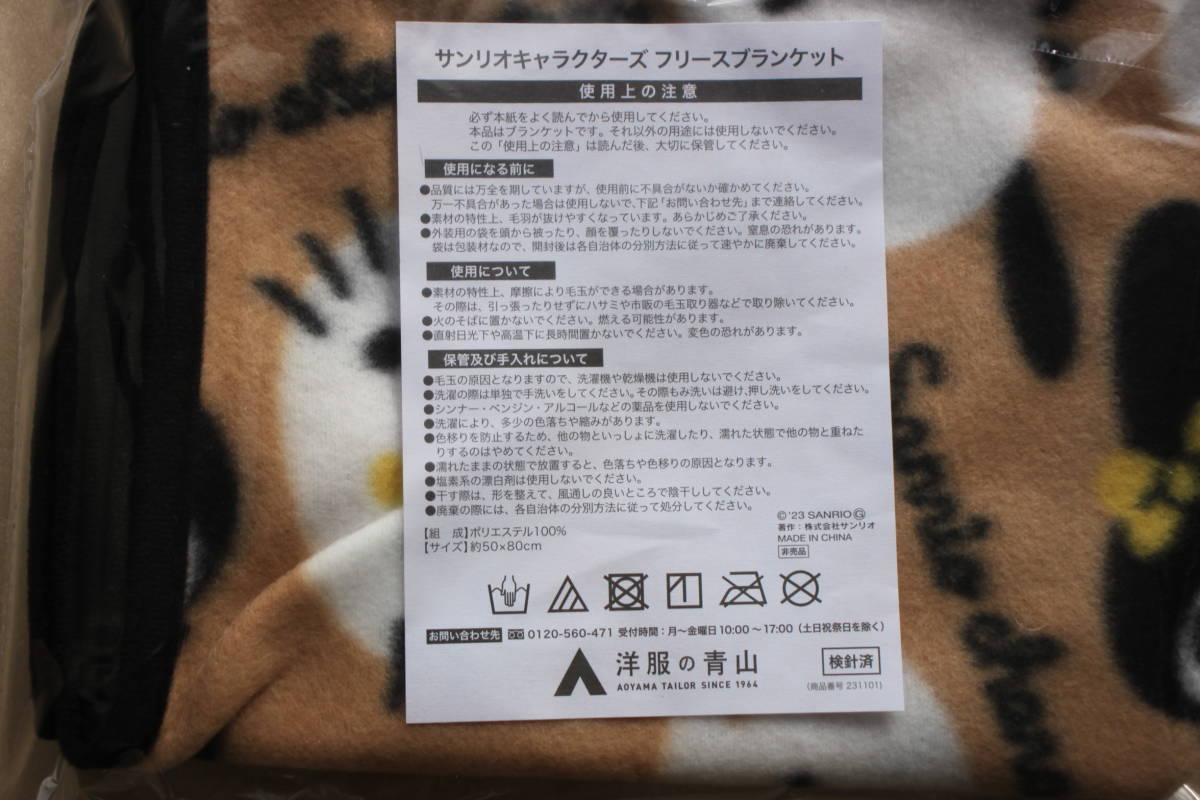 サンリオキャラクターズ フリースブランケット
使用上の注意
必ず本紙をよく読んでから使用してください。
本品はブランケットです。それ以外の用途には使用しないでください。
この「使用上の注意」は読んだ後、大切に保管してください。
使用になる前に
●品質には万全を期していますが、使用前に不具合がないか確かめてください。
万一不具合があった場合は使用しないで、下記「お問い合わせ先」まで連絡してください。
●素材の特性上、毛羽が抜けやすくなっています。あらかじめご了承ください。
●外装用の袋を頭から被ったり、顔を覆ったりしないでください。窒息の恐れがあります。
袋は包装材なので、開封後は各自治体の分別方法に従って速やかに廃棄してください。
使用について
●素材の特性上、摩擦により毛玉ができる場合があります。
その際は、引っ張ったりせずにハサミや市販の毛玉取り器などで取り除いてください。
●火のそばに置かないでください。燃える可能性があります。
●直射日光下や高温下に長時間置かないでください。変色の恐れがあります。
保管及び手入れについて
●毛玉の原因となりますので、洗濯機や乾燥機は使用しないでください。
●洗濯の際は単独で手洗いをしてください。その際もみ洗いは避け、押し洗いをしてください。
●シンナー・ベンジン・アルコールなどの薬品を使用しないでください。
●洗濯により、多少の色落ちや縮みがあります。
●色移りを防止するため、他の物といっしょに洗濯したり、濡れた状態で他の物と重ねた
りするのはやめてください。
●濡れたままの状態で放置すると、色落ちや色移りの原因となります。
●塩素系の漂白剤は使用しないでください。
●干す際は、形を整えて、風通しの良いところで陰干ししてください。
●廃棄の際には、各自治体の分別方法に従って処分してください。
【組 成】ポリエステル100%
【サイズ】約50×80cm
©'23 SANRIO Ⓖ
著作：株式会社サンリオ
MADE IN CHINA
非売品
お問い合わせ先 0120-560-471 受付時間：月〜金曜日10:00〜17:00（土日祝祭日を除く）
洋服の青山
AOYAMA TAILOR SINCE 1964
検針済
（商品番号 231101）